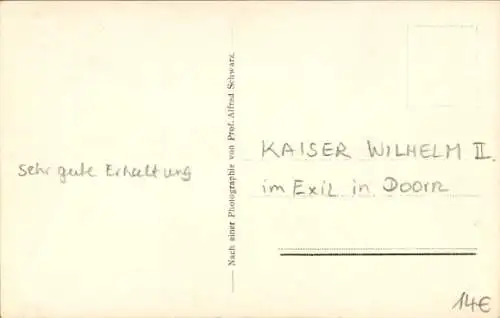 sehr gute Erhaltung
Nach einer Photographie von Prof. Alfred Schwarz.
KAISER WILHELM II.
im EXIL in DOORN
14€